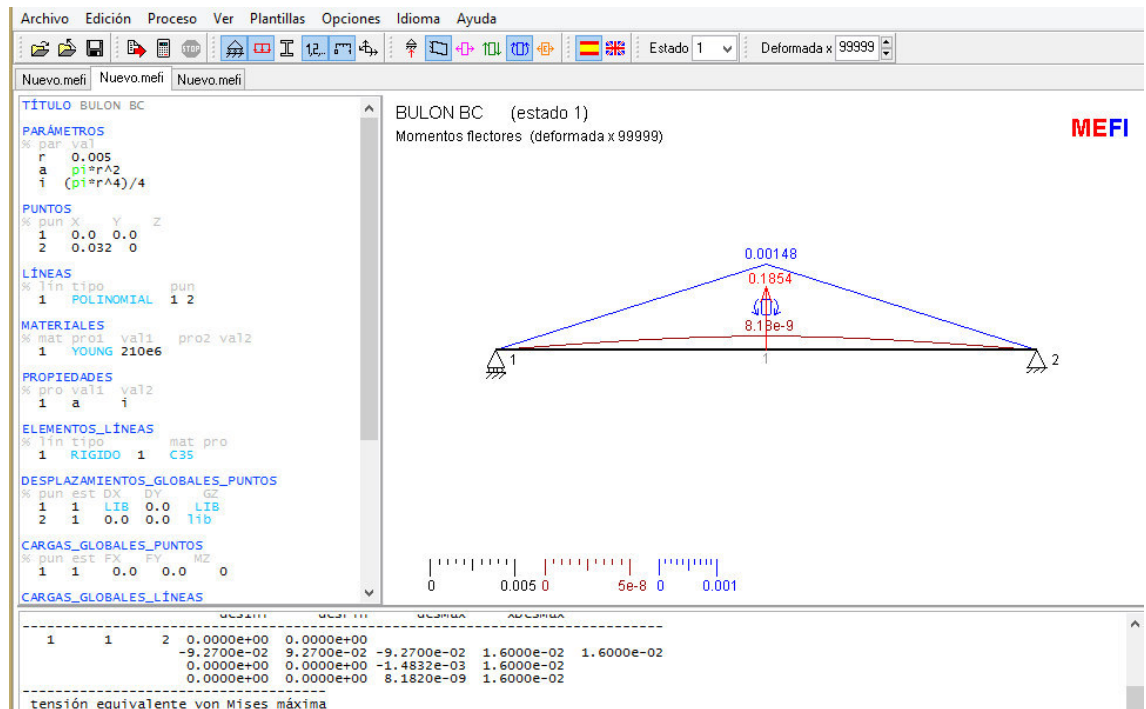 Archivo Edición Proceso Ver Plantillas Opciones Idioma Ayuda
STOP 1,2,.. Estado 1 Deformada x 99999
Nuevo.mefi Nuevo.mefi Nuevo.mefi
TÍTULO BULON BC
PARÁMETROS
% par val
r 0.005
a pi*r^2
i (pi*r^4)/4
PUNTOS
% pun X Y Z
1 0.0 0.0
2 0.032 0
LÍNEAS
% lin tipo pun
1 POLINOMIAL 1 2
MATERIALES
% mat pro1 val1 pro2 val2
1 YOUNG 210e6
PROPIEDADES
% pro val1 val2
1 a i
ELEMENTOS_LÍNEAS
% lin tipo mat pro
1 RIGIDO 1 C35
DESPLAZAMIENTOS_GLOBALES_PUNTOS
% pun est DX DY GZ
1 1 LIB 0.0 LIB
2 1 0.0 0.0 lib
CARGAS_GLOBALES_PUNTOS
% pun est FX FY MZ
1 1 0.0 0.0 0
CARGAS_GLOBALES_LÍNEAS
BULON BC (estado 1)
Momentos flectores (deformada x 99999)
MEFI
0.00148
0.1854
8.18e-9
1 1 2
0 0.005 0 5e-8 0 0.001
desini desfin desmax xDesmax
1 1 2 0.0000e+00 0.0000e+00
-9.2700e-02 9.2700e-02 -9.2700e-02 1.6000e-02 1.6000e-02
0.0000e+00 0.0000e+00 -1.4832e-03 1.6000e-02
0.0000e+00 0.0000e+00 8.1820e-09 1.6000e-02
tensión equivalente von Mises máxima